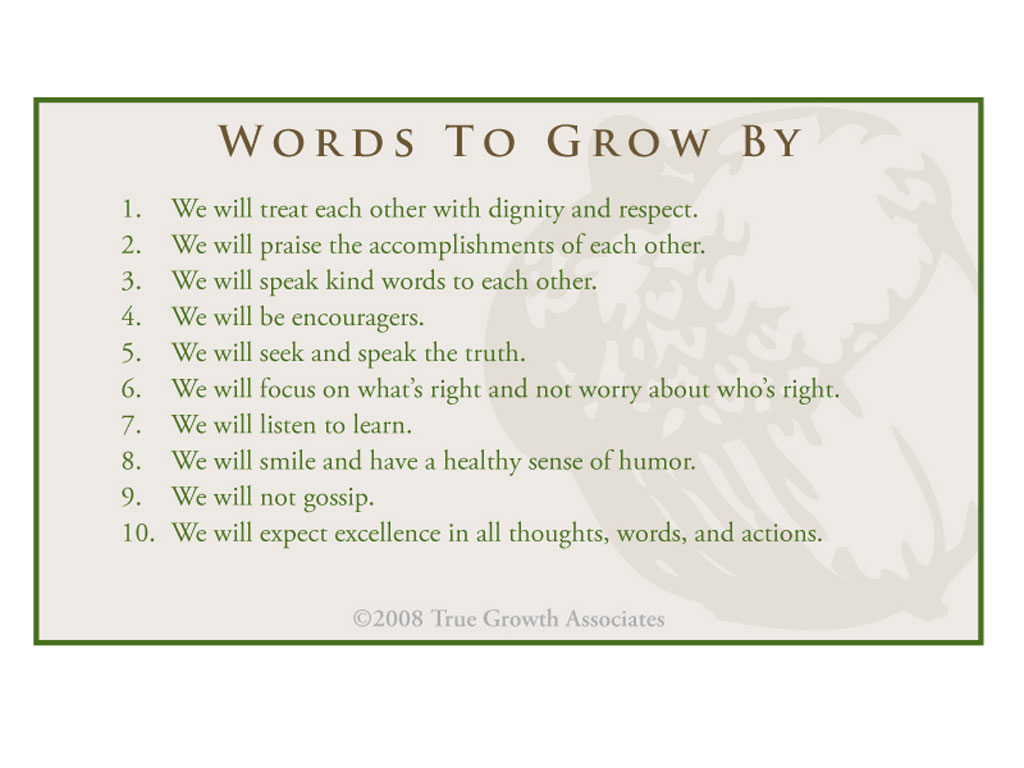 WORDS TO GROW BY
1. We will treat each other with dignity and respect.
2. We will praise the accomplishments of each other.
3. We will speak kind words to each other.
4. We will be encouragers.
5. We will seek and speak the truth.
6. We will focus on what’s right and not worry about who’s right.
7. We will listen to learn.
8. We will smile and have a healthy sense of humor.
9. We will not gossip.
10. We will expect excellence in all thoughts, words, and actions.
©2008 True Growth Associates